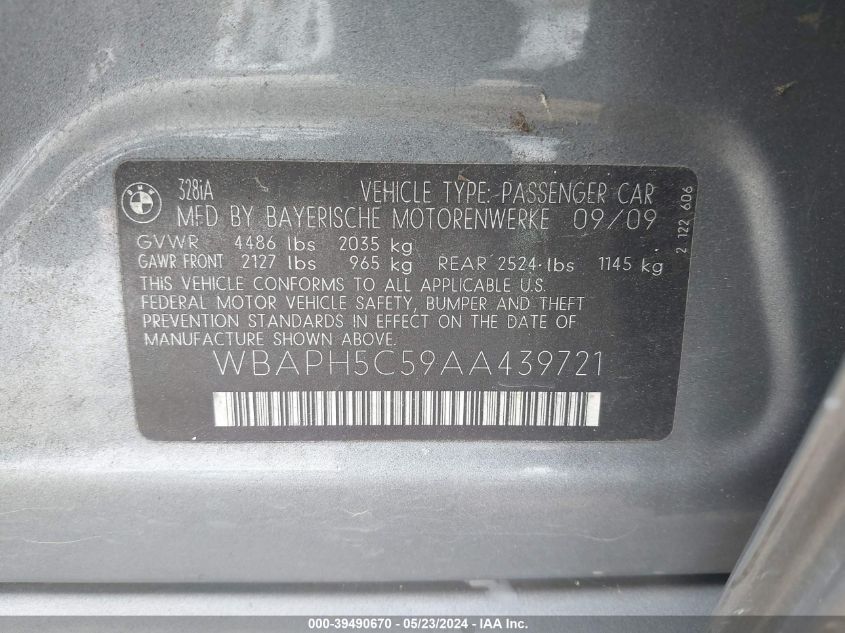 BMW
328iA VEHICLE TYPE: PASSENGER CAR
MFD BY BAYERISCHE MOTORENWERKE 09/09
GVWR 4486 lbs 2035 kg
GAWR FRONT 2127 lbs 965 kg REAR 2524 lbs 1145 kg
THIS VEHICLE CONFORMS TO ALL APPLICABLE U.S.
FEDERAL MOTOR VEHICLE SAFETY, BUMPER AND THEFT
PREVENTION STANDARDS IN EFFECT ON THE DATE OF
MANUFACTURE SHOWN ABOVE.
WBAPH5C59AA439721
2 122 606
000-39490670 - 05/23/2024 - IAA Inc.